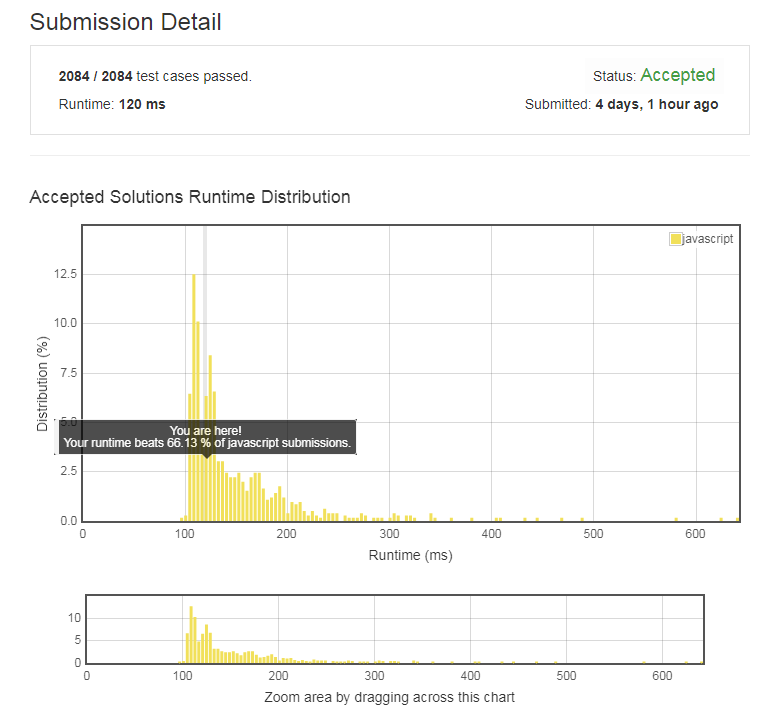 Submission Detail
2084 / 2084 test cases passed.
Status: Accepted
Runtime: 120 ms
Submitted: 4 days, 1 hour ago
Accepted Solutions Runtime Distribution
javascript
12.5
10.0
7.5
5.0
2.5
0.0
Distribution (%)
You are here!
Your runtime beats 66.13 % of javascript submissions.
0 100 200 300 400 500 600
Runtime (ms)
10
5
0
0 100 200 300 400 500 600
Zoom area by dragging across this chart